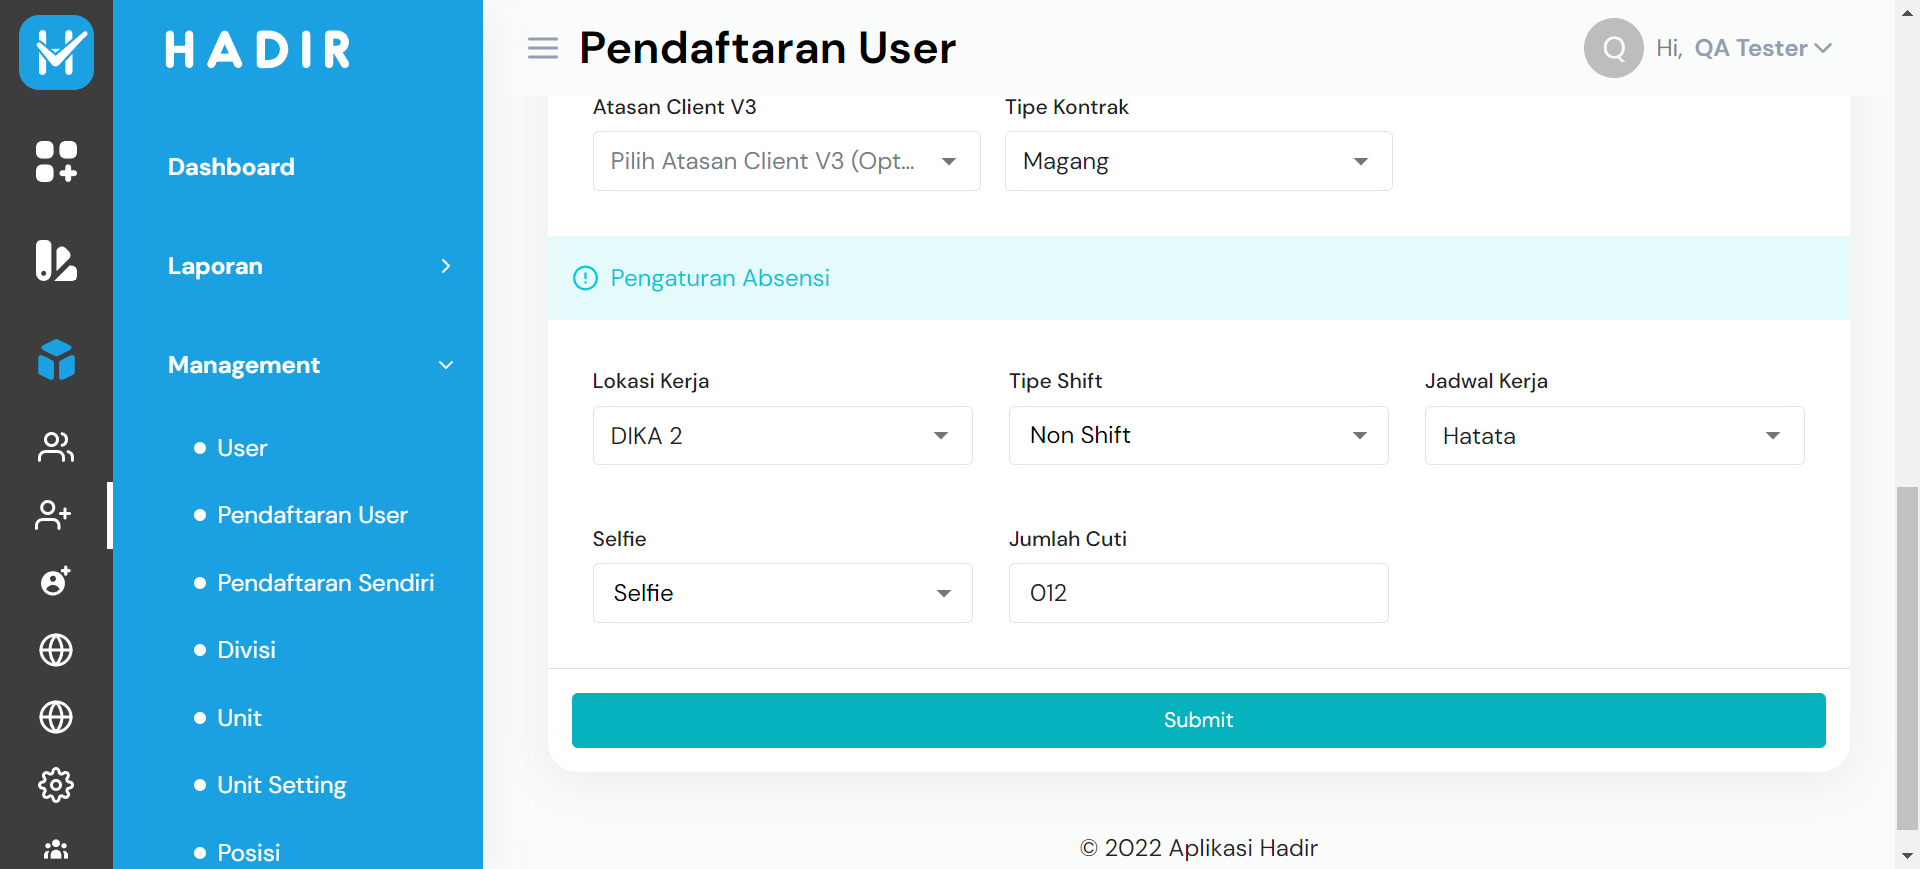 HADIR
Dashboard
Laporan
Management
User
Pendaftaran User
Pendaftaran Sendiri
Divisi
Unit
Unit Setting
Posisi
Pendaftaran User
Q
Hi, QA Tester
Atasan Client V3
Tipe Kontrak
Pilih Atasan Client V3 (Opt...
Magang
Pengaturan Absensi
Lokasi Kerja
Tipe Shift
Jadwal Kerja
DIKA 2
Non Shift
Hatata
Selfie
Jumlah Cuti
Selfie
012
Submit
© 2022 Aplikasi Hadir